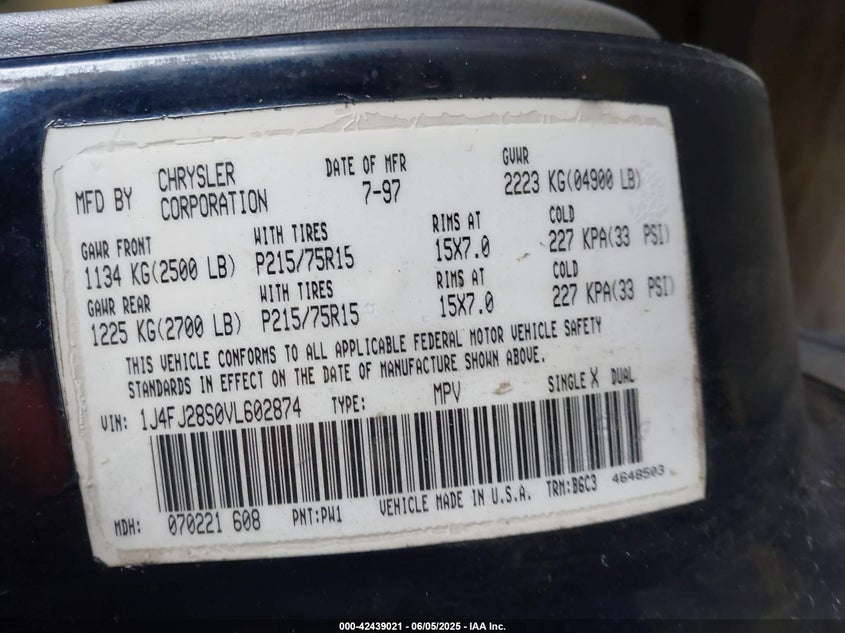 MFD BY CHRYSLER CORPORATION DATE OF MFR 7-97 GVWR 2223 KG(04900 LB)
GAWR FRONT WITH TIRES RIMS AT COLD
1134 KG(2500 LB) P215/75R15 15X7.0 227 KPA(33 PSI)
GAWR REAR WITH TIRES RIMS AT COLD
1225 KG(2700 LB) P215/75R15 15X7.0 227 KPA(33 PSI)
THIS VEHICLE CONFORMS TO ALL APPLICABLE FEDERAL MOTOR VEHICLE SAFETY
STANDARDS IN EFFECT ON THE DATE OF MANUFACTURE SHOWN ABOVE.
VIN: 1J4FJ28S0VL602874 TYPE: MPV SINGLE X DUAL
MDH: 070221 608 PNT:PW1 VEHICLE MADE IN U.S.A. TRM:B6C3 4648503
000-42439021 - 06/05/2025 - IAA Inc.